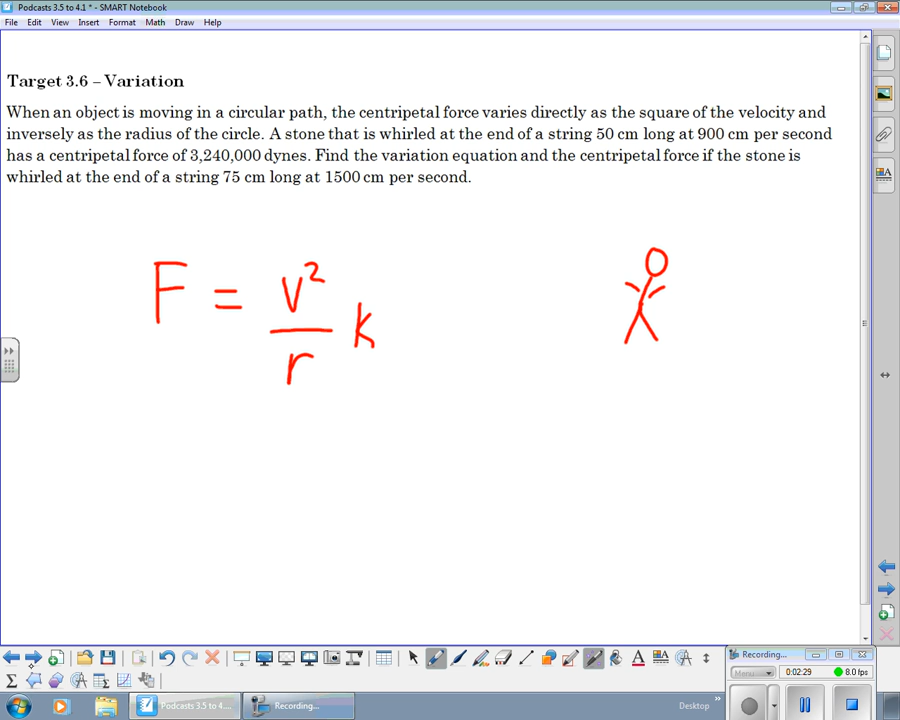 Podcasts 3.5 to 4.1 * - SMART Notebook
File Edit View Insert Format Math Draw Help
Target 3.6 – Variation
When an object is moving in a circular path, the centripetal force varies directly as the square of the velocity and
inversely as the radius of the circle. A stone that is whirled at the end of a string 50 cm long at 900 cm per second
has a centripetal force of 3,240,000 dynes. Find the variation equation and the centripetal force if the stone is
whirled at the end of a string 75 cm long at 1500 cm per second.
F = v² / r k
Recording...
Menu 0:02:29 8.0 fps
Podcasts 3.5 to 4.... Recording... Desktop